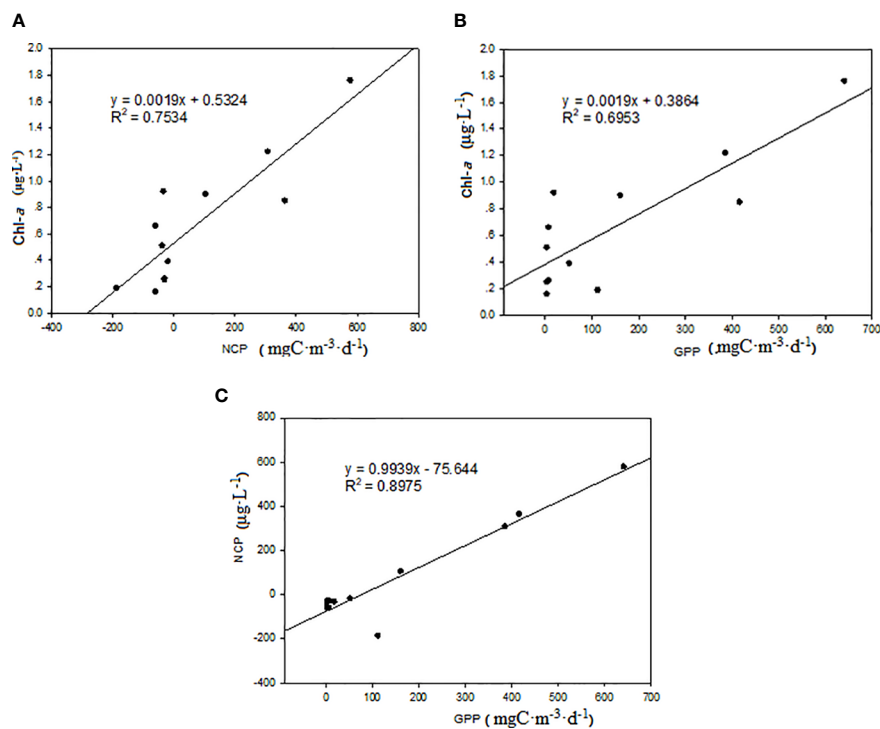 A
2.0
1.8
1.6
1.4
1.2
1.0
.8
.6
.4
.2
0.0
Chl-a (µg·L⁻¹)
y = 0.0019x + 0.5324
R² = 0.7534
-400 -200 0 200 400 600 800
NCP (mgC·m⁻³·d⁻¹)
B
2.0
1.8
1.6
1.4
1.2
1.0
.8
.6
.4
.2
0.0
Chl-a (µg·L⁻¹)
y = 0.0019x + 0.3864
R² = 0.6953
0 100 200 300 400 500 600 700
GPP (.mgC·m⁻³·d⁻¹)
C
800
600
400
200
0
-200
-400
NCP (µg·L⁻¹)
y = 0.9939x - 75.644
R² = 0.8975
0 100 200 300 400 500 600 700
GPP (mgC·m⁻³·d⁻¹)